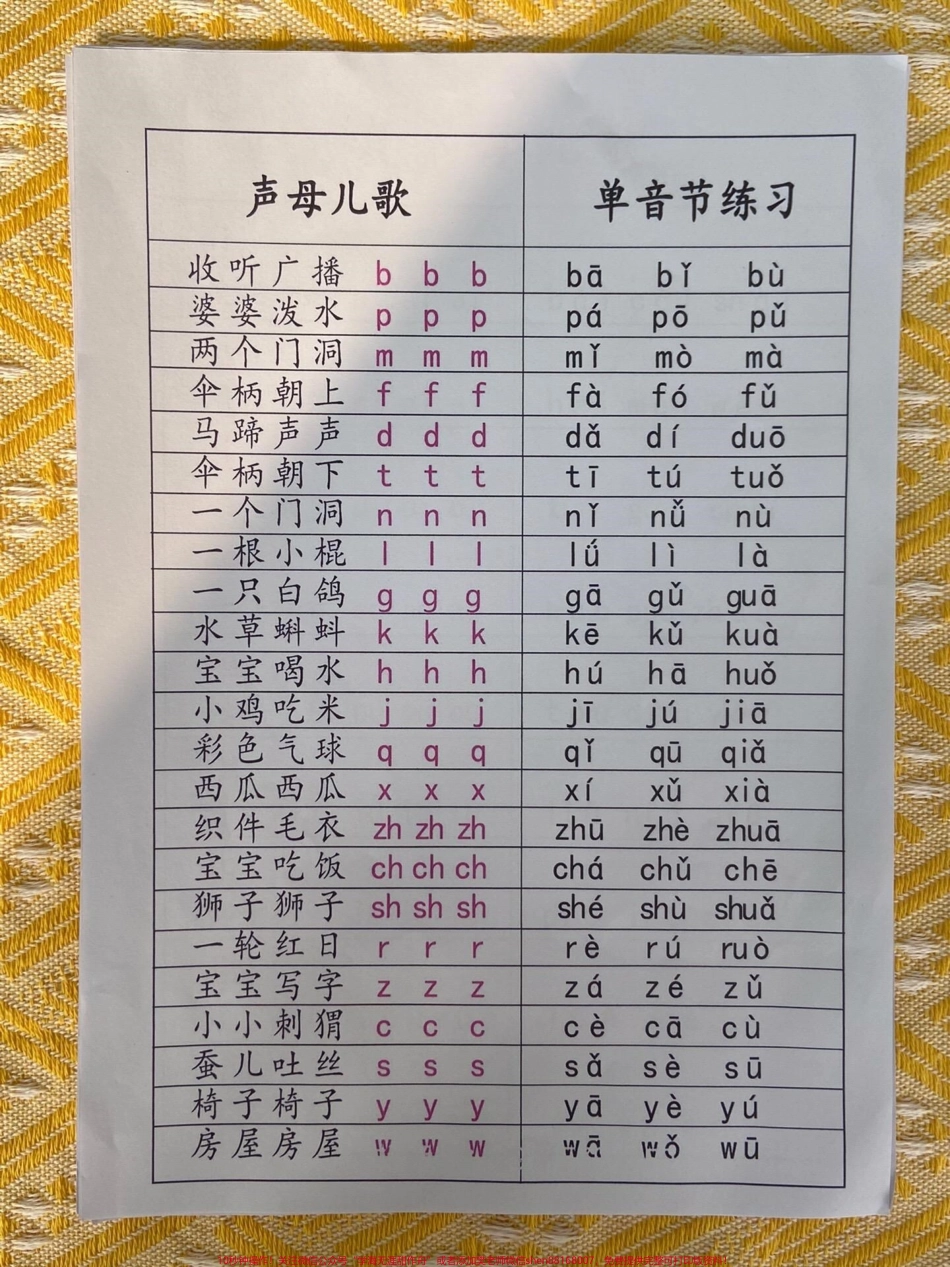 声母儿歌 单音节练习
收听广播 b b b bā bǐ bù
婆婆泼水 p p p pá pō pǔ
两个门洞 m m m mǐ mò mà
伞柄朝上 f f f fà fó fǔ
马蹄声声 d d d dǎ dí duō
伞柄朝下 t t t tī tú tuǒ
一个门洞 n n n nǐ nǚ nù
一根小棍 l l l lǘ lì là
一只白鸽 g g g gā gǔ guā
水草蝌蚪 k k k kē kǔ kuà
宝宝喝水 h h h hú hā huǒ
小鸡吃米 j j j jī jú jiā
彩色气球 q q q qǐ qū qiǎ
西瓜西瓜 x x x xí xǔ xià
织件毛衣 zh zh zh zhū zhè zhuā
宝宝吃饭 ch ch ch chá chǔ chē
狮子狮子 sh sh sh shé shù shuǎ
一轮红日 r r r rè rú ruò
宝宝写字 z z z zá zé zǔ
小小刺猬 c c c cè cā cù
蚕儿吐丝 s s s sǎ sè sū
椅子椅子 y y y yā yè yú
房屋房屋 w w w wā wǒ wū